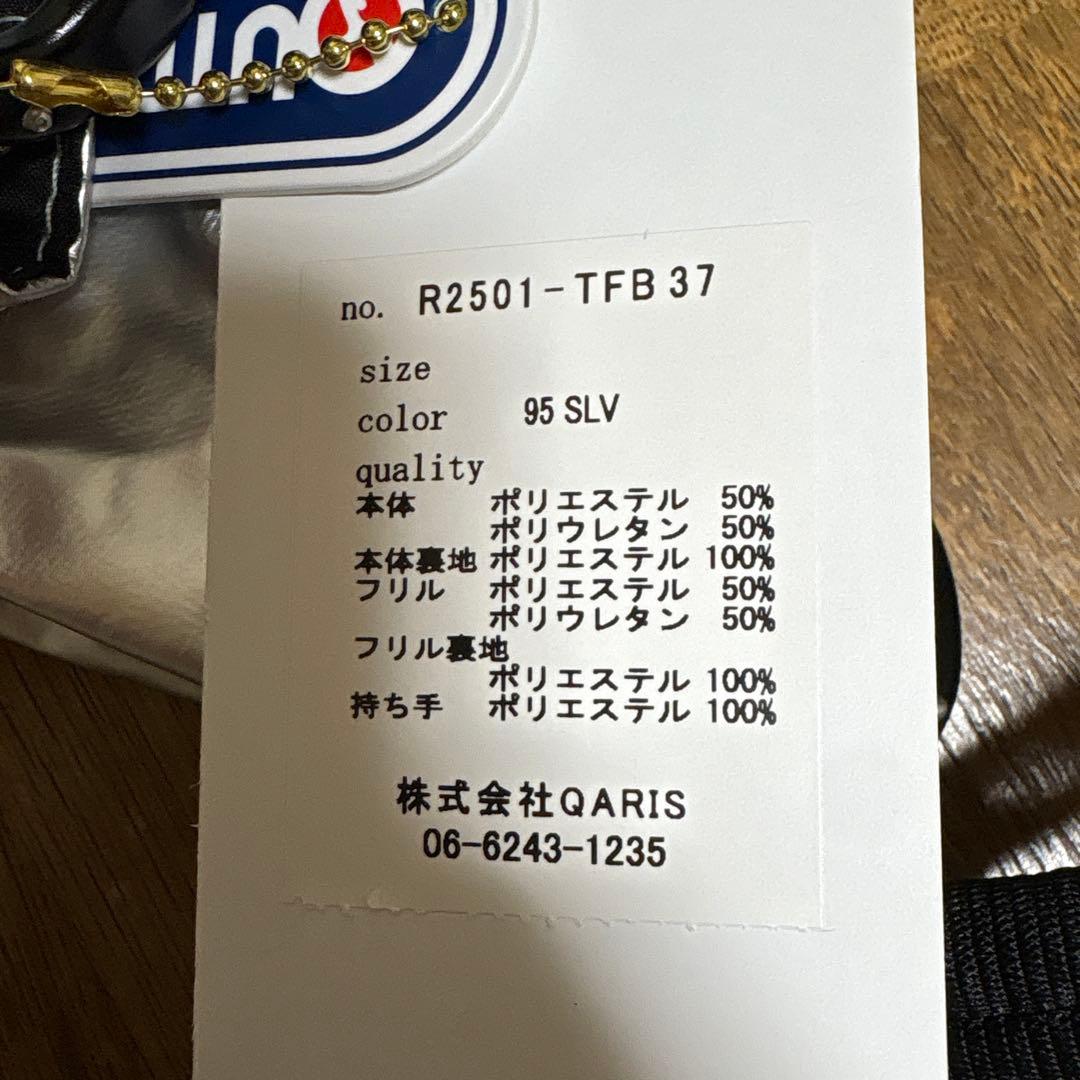 no. R2501-TFB 37
size
color 95 SLV
quality
本体 ポリエステル 50%
ポリウレタン 50%
本体裏地 ポリエステル 100%
フリル ポリエステル 50%
ポリウレタン 50%
フリル裏地
ポリエステル 100%
持ち手 ポリエステル 100%
株式会社QARIS
06-6243-1235